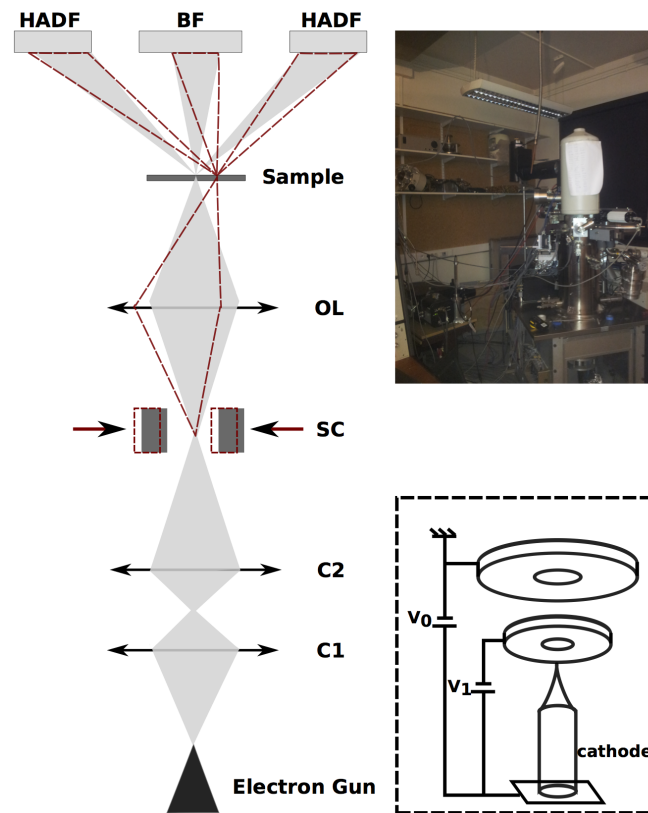 HADF BF HADF
Sample
OL
SC
C2
C1
Electron Gun
V0
V1
cathode